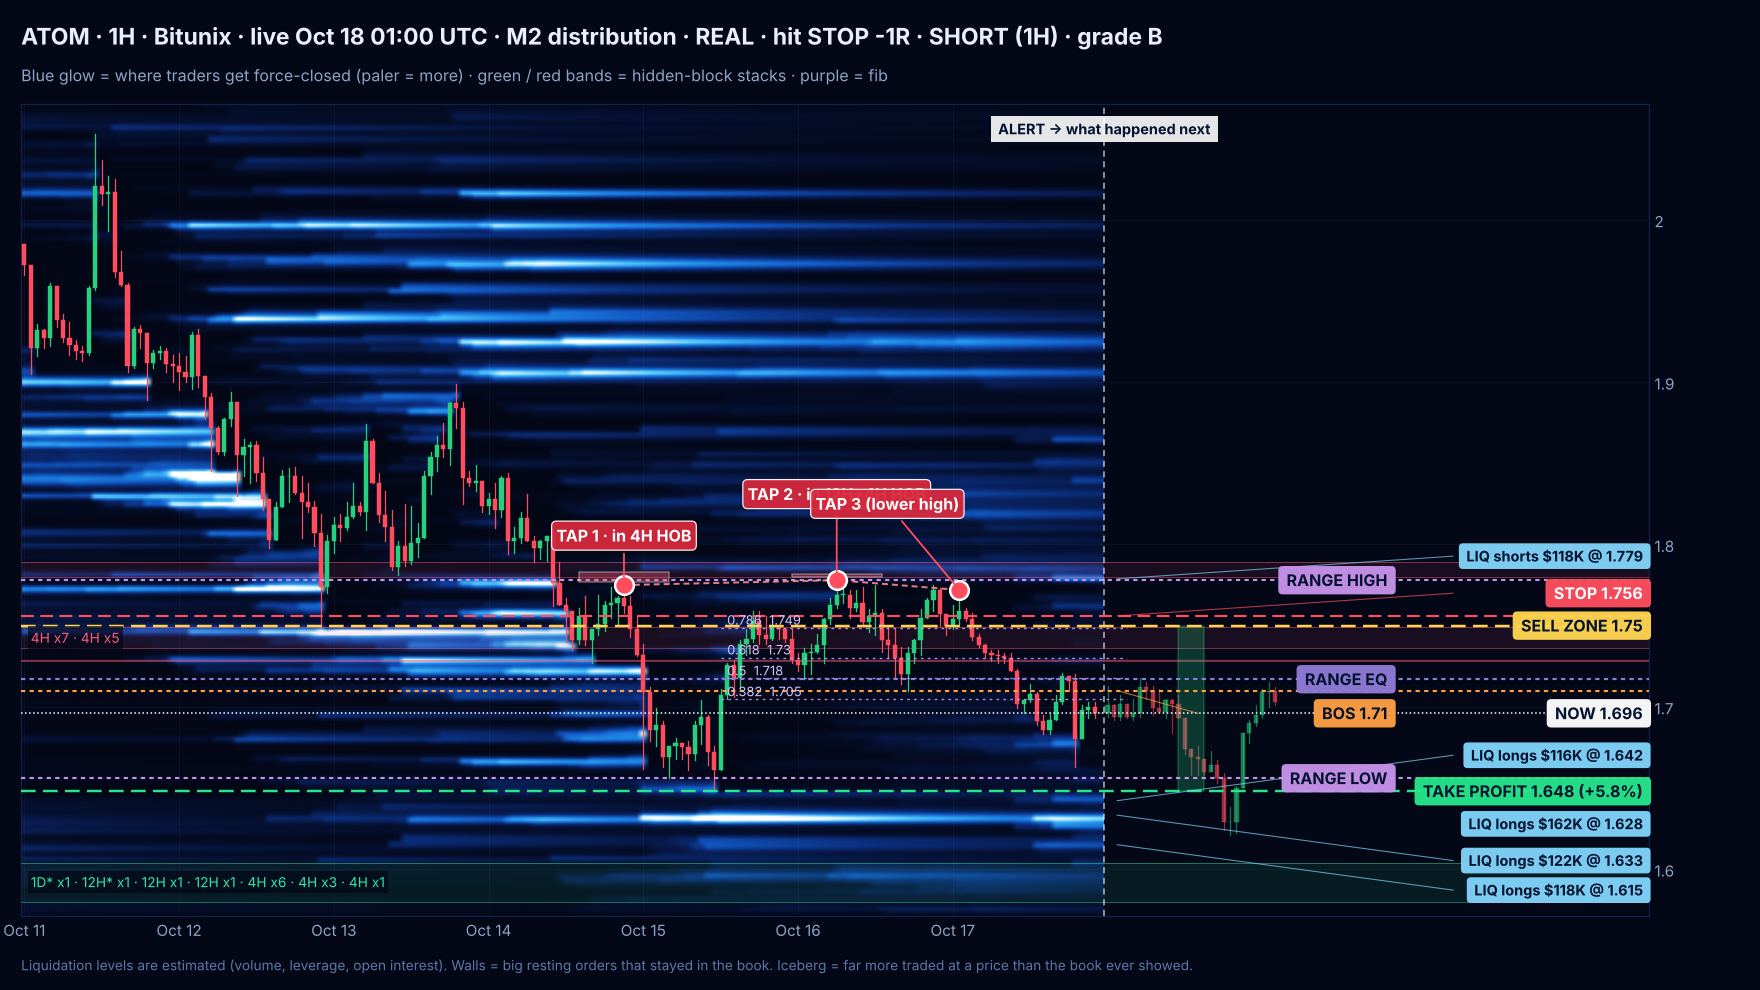 ATOM · 1H · Bitunix · live Oct 18 01:00 UTC · M2 distribution · REAL · hit STOP -1R · SHORT (1H) · grade B
Blue glow = where traders get force-closed (paler = more) · green / red bands = hidden-block stacks · purple = fib
ALERT → what happened next
2
1.9
TAP 2 · i
TAP 3 (lower high)
TAP 1 · in 4H HOB
1.8
LIQ shorts $118K @ 1.779
RANGE HIGH
STOP 1.756
0.786 1.749
SELL ZONE 1.75
4H x7 · 4H x5
0.618 1.73
0.5 1.718
RANGE EQ
0.382 1.705
1.7
BOS 1.71
NOW 1.696
LIQ longs $116K @ 1.642
RANGE LOW
TAKE PROFIT 1.648 (+5.8%)
LIQ longs $162K @ 1.628
LIQ longs $122K @ 1.633
1.6
1D* x1 · 12H* x1 · 12H x1 · 12H x1 · 4H x6 · 4H x3 · 4H x1
LIQ longs $118K @ 1.615
Oct 11
Oct 12
Oct 13
Oct 14
Oct 15
Oct 16
Oct 17
Liquidation levels are estimated (volume, leverage, open interest). Walls = big resting orders that stayed in the book. Iceberg = far more traded at a price than the book ever showed.